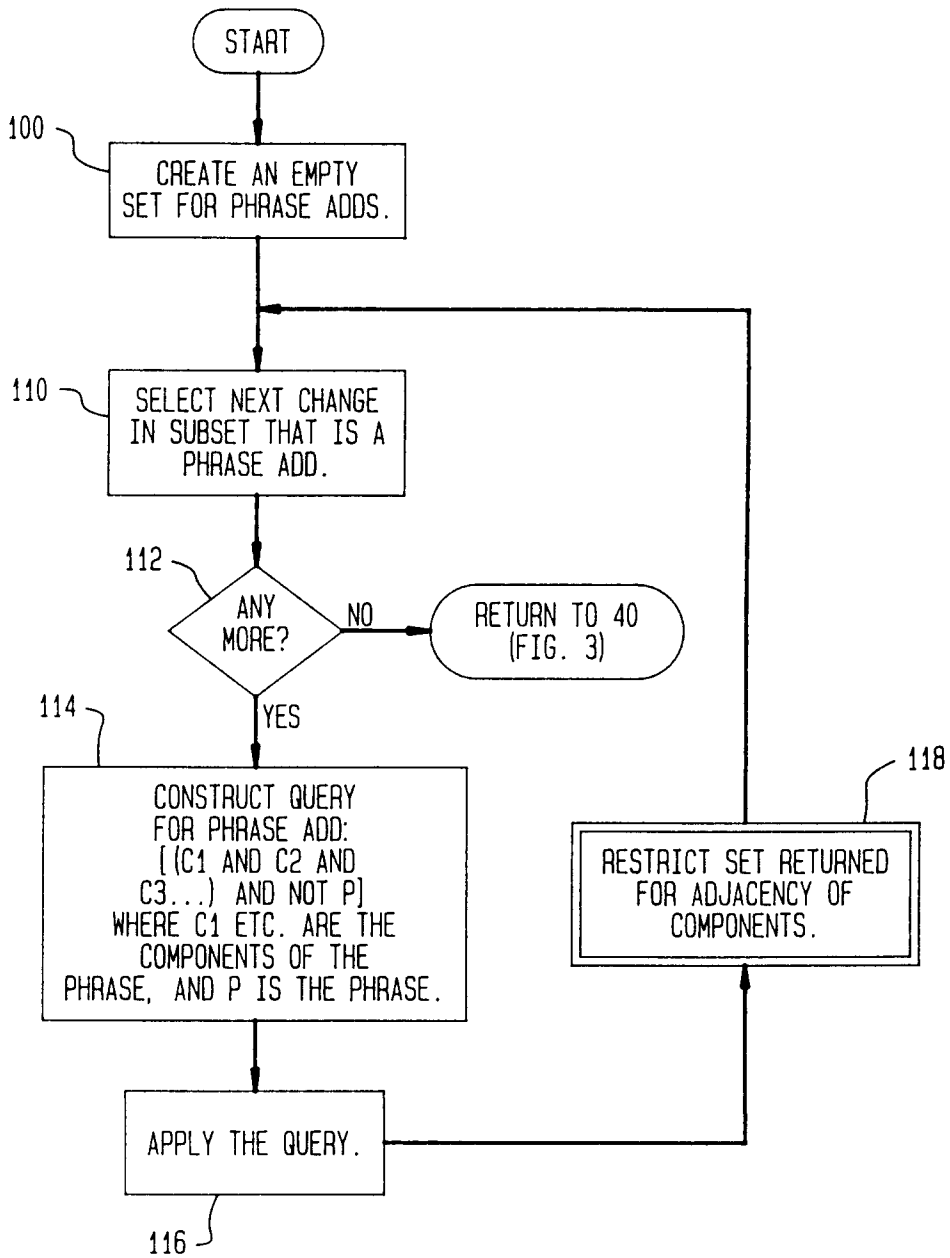 START
100
CREATE AN EMPTY
SET FOR PHRASE ADDS.
110
SELECT NEXT CHANGE
IN SUBSET THAT IS A
PHRASE ADD.
112
ANY
MORE?
NO
RETURN TO 40
(FIG. 3)
YES
114
CONSTRUCT QUERY
FOR PHRASE ADD:
[(C1 AND C2 AND
C3...) AND NOT P]
WHERE C1 ETC. ARE THE
COMPONENTS OF THE
PHRASE, AND P IS THE PHRASE.
118
RESTRICT SET RETURNED
FOR ADJACENCY OF
COMPONENTS.
APPLY THE QUERY.
116